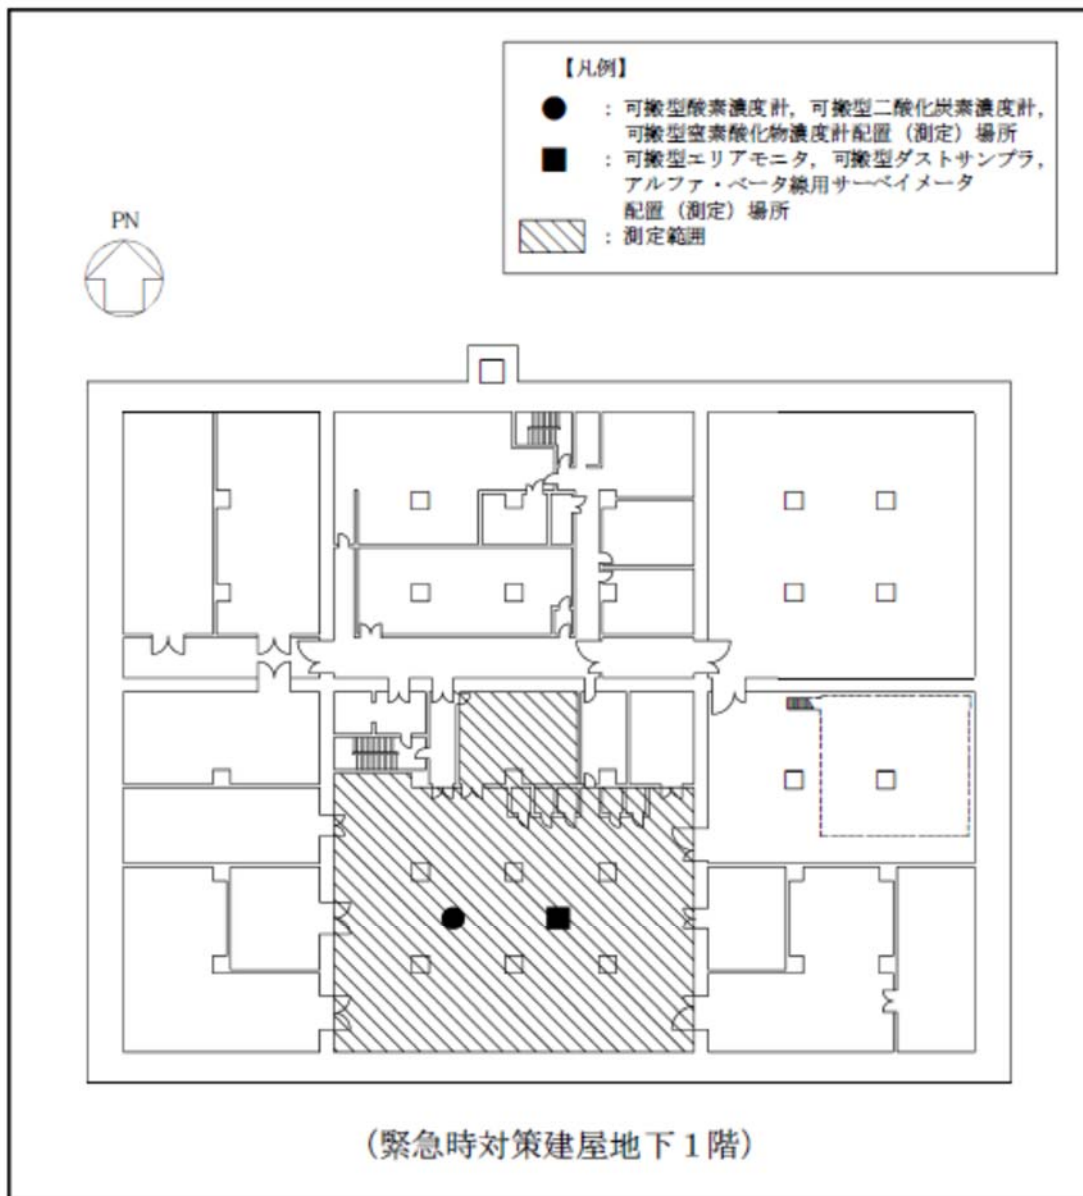 【凡例】
● : 可搬型酸素濃度計，可搬型二酸化炭素濃度計，
可搬型窒素酸化物濃度計配置（測定）場所
■ : 可搬型エリアモニタ，可搬型ダストサンプラ，
アルファ・ベータ線用サーベイメータ
配置（測定）場所
: 測定範囲
PN
（緊急時対策建屋地下１階）